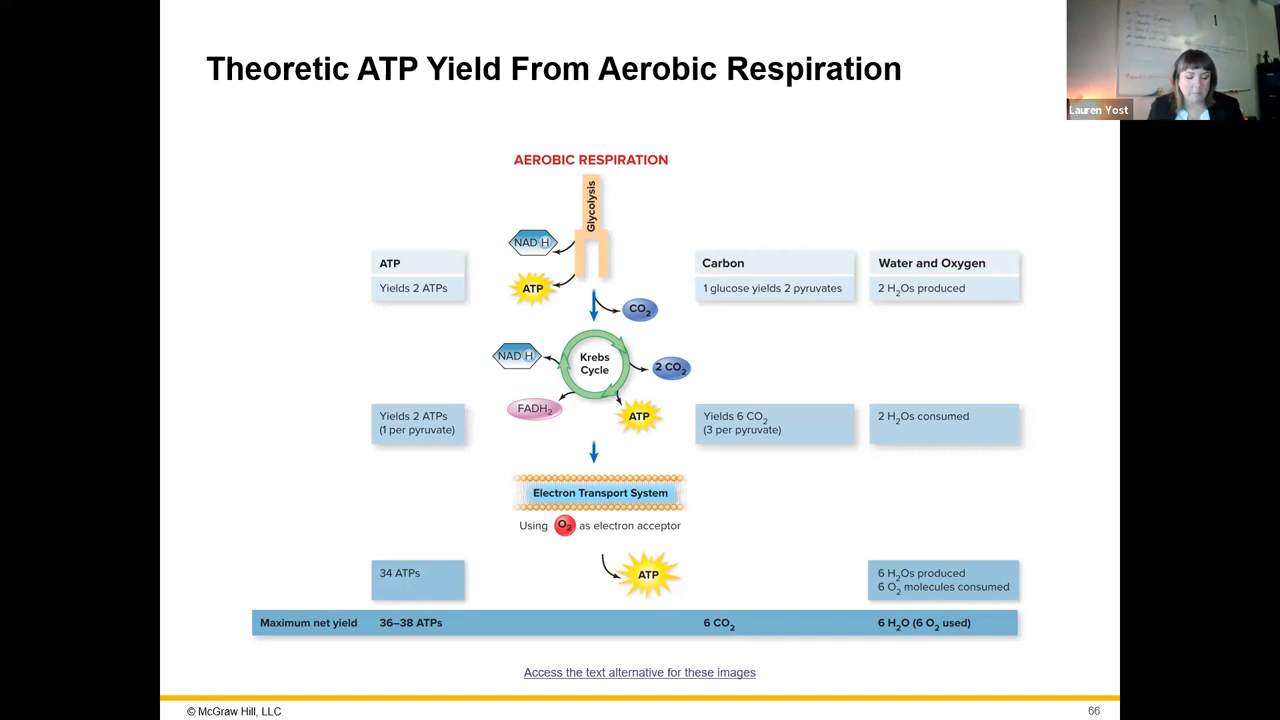 Theoretic ATP Yield From Aerobic Respiration
Lauren Yost
AEROBIC RESPIRATION
Glycolysis
NAD H
ATP
Yields 2 ATPs
ATP
Carbon
1 glucose yields 2 pyruvates
Water and Oxygen
2 H₂Os produced
CO₂
NAD H
Krebs
Cycle
2 CO₂
FADH₂
ATP
Yields 2 ATPs
(1 per pyruvate)
Yields 6 CO₂
(3 per pyruvate)
2 H₂Os consumed
Electron Transport System
Using O₂ as electron acceptor
34 ATPs
ATP
6 H₂Os produced
6 O₂ molecules consumed
Maximum net yield 36–38 ATPs 6 CO₂ 6 H₂O (6 O₂ used)
Access the text alternative for these images
© McGraw Hill, LLC
66